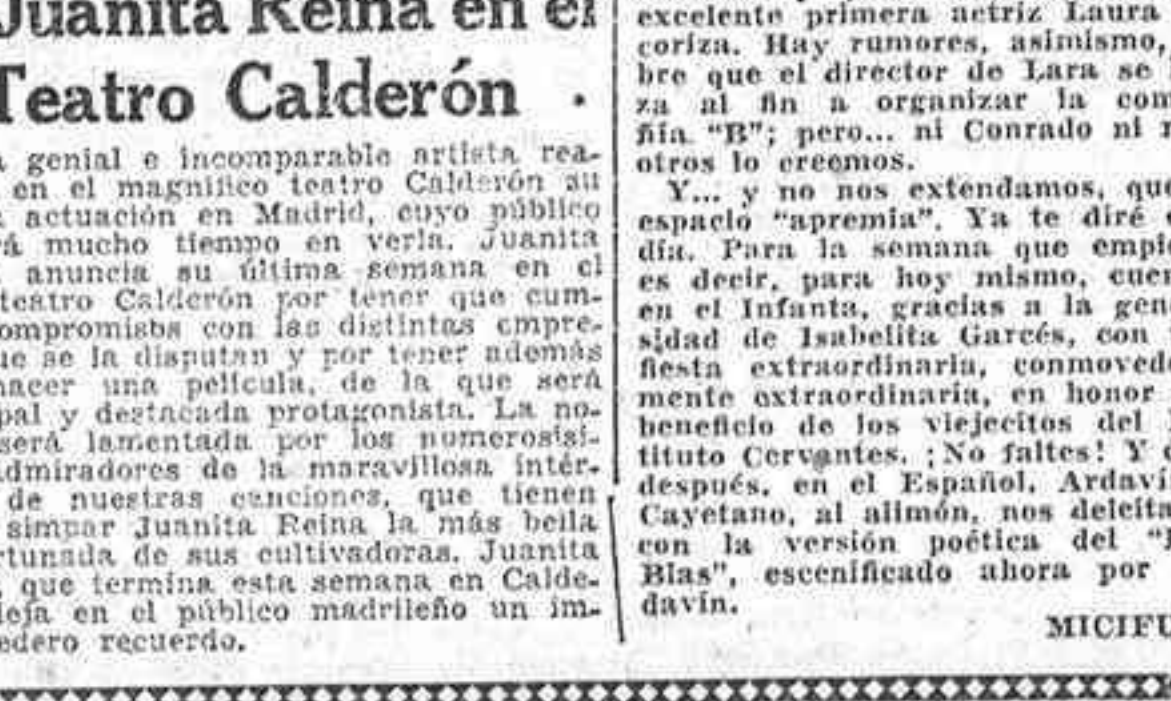 Juanita Reina en el
Teatro Calderón
a genial e incomparable artista rea-
en el magnífico teatro Calderón su
actuación en Madrid, cuyo público
rá mucho tiempo en verla. Juanita
anuncia su última semana en el
teatro Calderón por tener que cum-
ompromisos con las distintas empre-
ue se la disputan y por tener además
hacer una película, de la que será
pal y destacada protagonista. La no-
será lamentada por los numerosísi-
admiradores de la maravillosa intér-
de nuestras canciones, que tienen
simpar Juanita Reina la más bella
rtunada de sus cultivadoras. Juanita
que termina esta semana en Calde-
deja en el público madrileño un im-
edero recuerdo.
excelente primera actriz Laura
coriza. Hay rumores, asimismo,
bre que el director de Lara se
za al fin a organizar la com
ñía "B"; pero... ni Conrado ni
otros lo creemos.
Y... y no nos extendamos, que
espacio "apremia". Ya te diré
día. Para la semana que empi
es decir, para hoy mismo, cue
en el Infanta, gracias a la gen
sidad de Isabelita Garcés, con
fiesta extraordinaria, conmoved
mente extraordinaria, en honor
beneficio de los viejecitos del
tituto Cervantes. ¡No faltes! Y
después, en el Español, Ardaví
Cayetano, al alimón, nos deleita
con la versión poética del
Blas", escenificado ahora por
davín.
MICIFU